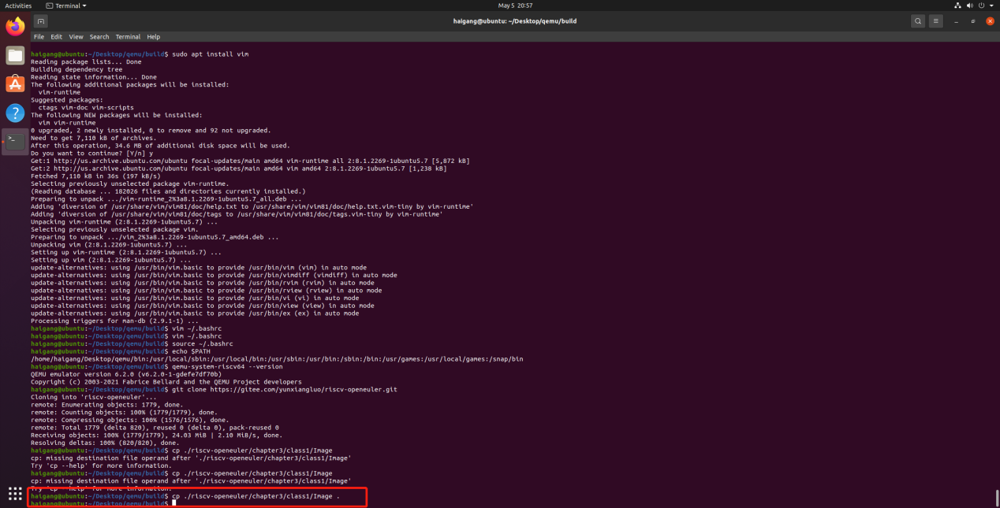 Activities
Terminal
May 5 20:57
haigang@ubuntu: ~/Desktop/qemu/build
File Edit View Search Terminal Help
haigang@ubuntu:~/Desktop/qemu/build$ sudo apt install vim
Reading package lists... Done
Building dependency tree
Reading state information... Done
The following additional packages will be installed:
  vim-runtime
Suggested packages:
  ctags vim-doc vim-scripts
The following NEW packages will be installed:
  vim vim-runtime
0 upgraded, 2 newly installed, 0 to remove and 92 not upgraded.
Need to get 7,110 kB of archives.
After this operation, 34.6 MB of additional disk space will be used.
Do you want to continue? [Y/n] y
Get:1 http://us.archive.ubuntu.com/ubuntu focal-updates/main amd64 vim-runtime all 2:8.1.2269-1ubuntu5.7 [5,872 kB]
Get:2 http://us.archive.ubuntu.com/ubuntu focal-updates/main amd64 vim amd64 2:8.1.2269-1ubuntu5.7 [1,238 kB]
Fetched 7,110 kB in 36s (197 kB/s)
Selecting previously unselected package vim-runtime.
(Reading database ... 182026 files and directories currently installed.)
Preparing to unpack .../vim-runtime_2%3a8.1.2269-1ubuntu5.7_all.deb ...
Adding 'diversion of /usr/share/vim/vim81/doc/help.txt to /usr/share/vim/vim81/doc/help.txt.vim-tiny by vim-runtime'
Adding 'diversion of /usr/share/vim/vim81/doc/tags to /usr/share/vim/vim81/doc/tags.vim-tiny by vim-runtime'
Unpacking vim-runtime (2:8.1.2269-1ubuntu5.7) ...
Selecting previously unselected package vim.
Preparing to unpack .../vim_2%3a8.1.2269-1ubuntu5.7_amd64.deb ...
Unpacking vim (2:8.1.2269-1ubuntu5.7) ...
Setting up vim-runtime (2:8.1.2269-1ubuntu5.7) ...
Setting up vim (2:8.1.2269-1ubuntu5.7) ...
update-alternatives: using /usr/bin/vim.basic to provide /usr/bin/vim (vim) in auto mode
update-alternatives: using /usr/bin/vim.basic to provide /usr/bin/vimdiff (vimdiff) in auto mode
update-alternatives: using /usr/bin/vim.basic to provide /usr/bin/rvim (rvim) in auto mode
update-alternatives: using /usr/bin/vim.basic to provide /usr/bin/rview (rview) in auto mode
update-alternatives: using /usr/bin/vim.basic to provide /usr/bin/vi (vi) in auto mode
update-alternatives: using /usr/bin/vim.basic to provide /usr/bin/view (view) in auto mode
update-alternatives: using /usr/bin/vim.basic to provide /usr/bin/ex (ex) in auto mode
Processing triggers for man-db (2.9.1-1) ...
haigang@ubuntu:~/Desktop/qemu/build$ vim ~/.bashrc
haigang@ubuntu:~/Desktop/qemu/build$ vim ~/.bashrc
haigang@ubuntu:~/Desktop/qemu/build$ source ~/.bashrc
haigang@ubuntu:~/Desktop/qemu/build$ echo $PATH
/home/haigang/Desktop/qemu/bin:/usr/local/sbin:/usr/local/bin:/usr/sbin:/usr/bin:/sbin:/bin:/usr/games:/usr/local/games:/snap/bin
haigang@ubuntu:~/Desktop/qemu/build$ qemu-system-riscv64 --version
QEMU emulator version 6.2.0 (v6.2.0-1-gdefe7df70b)
Copyright (c) 2003-2021 Fabrice Bellard and the QEMU Project developers
haigang@ubuntu:~/Desktop/qemu/build$ git clone https://gitee.com/yunxiangluo/riscv-openeuler.git
Cloning into 'riscv-openeuler'...
remote: Enumerating objects: 1779, done.
remote: Counting objects: 100% (1779/1779), done.
remote: Compressing objects: 100% (1576/1576), done.
remote: Total 1779 (delta 820), reused 0 (delta 0), pack-reused 0
Receiving objects: 100% (1779/1779), 24.03 MiB | 2.10 MiB/s, done.
Resolving deltas: 100% (820/820), done.
haigang@ubuntu:~/Desktop/qemu/build$ cp ./riscv-openeuler/chapter3/class1/Image
cp: missing destination file operand after './riscv-openeuler/chapter3/class1/Image'
Try 'cp --help' for more information.
haigang@ubuntu:~/Desktop/qemu/build$ cp ./riscv-openeuler/chapter3/class1/Image
cp: missing destination file operand after './riscv-openeuler/chapter3/class1/Image'
Try 'cp --help' for more information.
haigang@ubuntu:~/Desktop/qemu/build$ cp ./riscv-openeuler/chapter3/class1/Image .
haigang@ubuntu:~/Desktop/qemu/build$